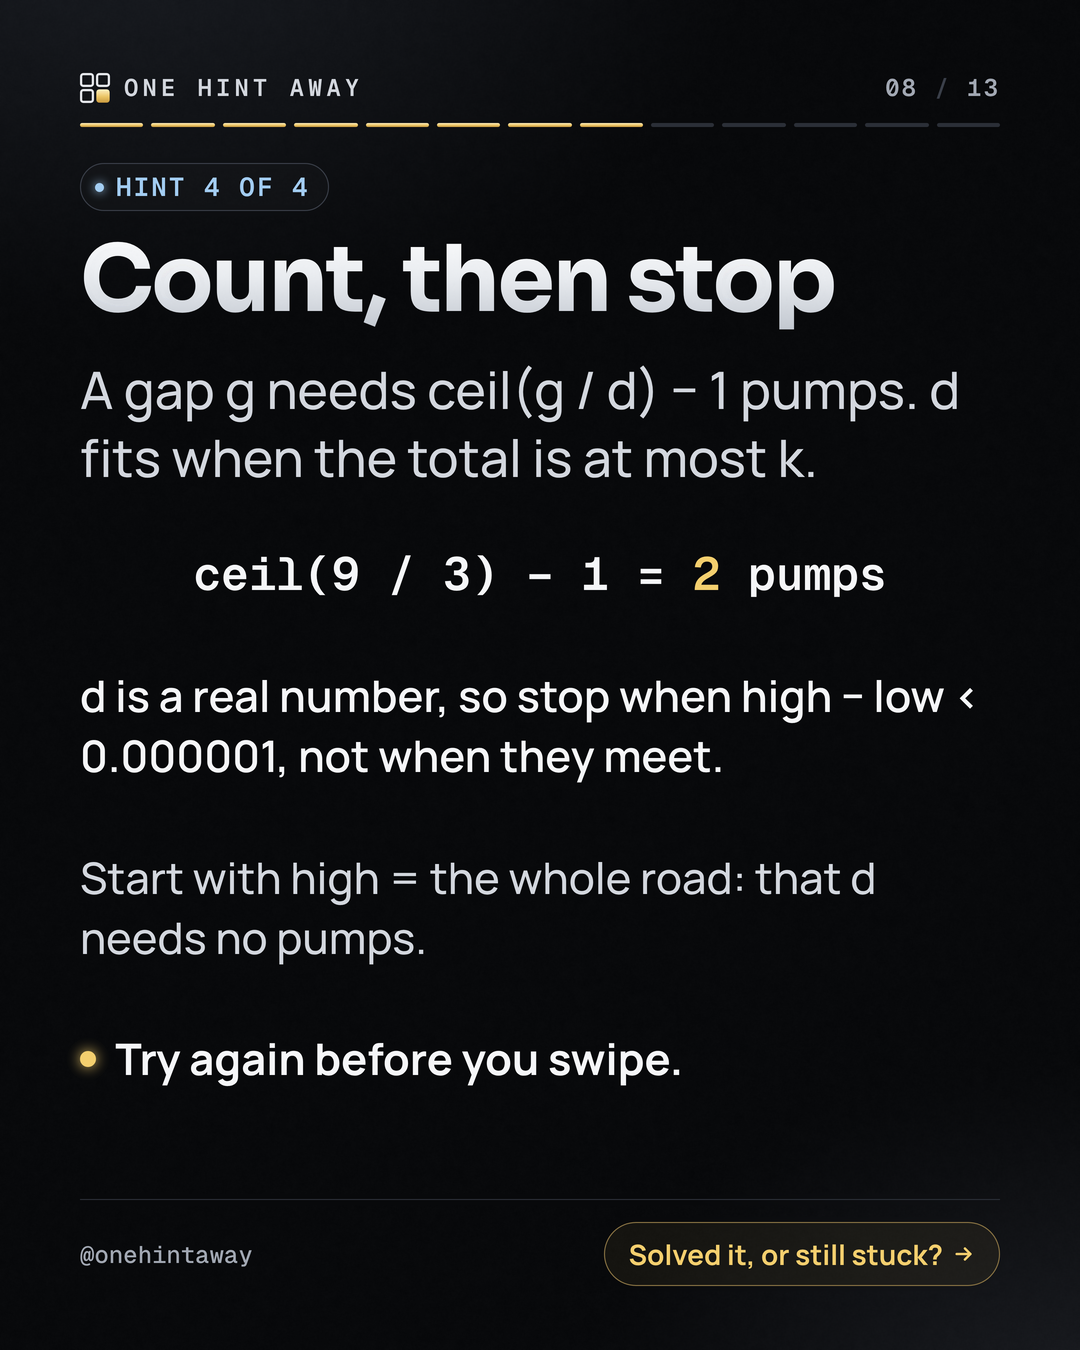 ONE HINT AWAY
08 / 13
HINT 4 OF 4
Count, then stop
A gap g needs ceil(g / d) − 1 pumps. d
fits when the total is at most k.
ceil(9 / 3) − 1 = 2 pumps
d is a real number, so stop when high − low <
0.000001, not when they meet.
Start with high = the whole road: that d
needs no pumps.
Try again before you swipe.
@onehintaway
Solved it, or still stuck? →